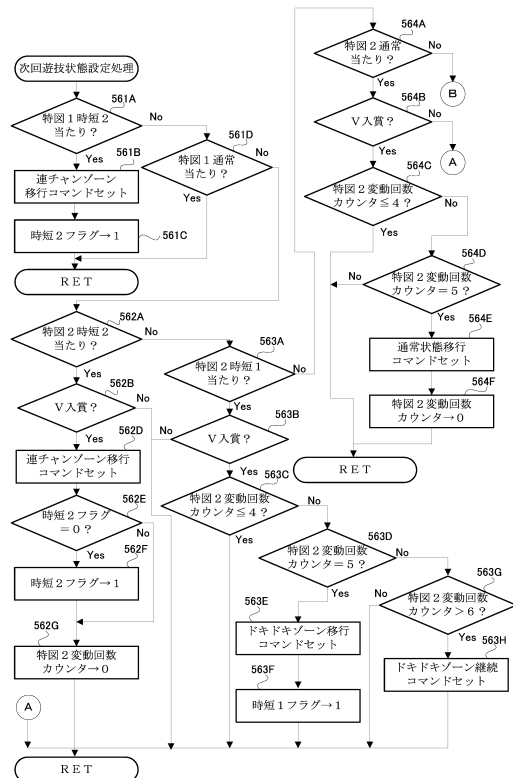 次回遊技状態設定処理
561A
特図１時短２
当たり？
No
Yes
561B
連チャンゾーン
移行コマンドセット
561C
時短２フラグ→１
561D
特図１通常
当たり？
No
Yes
ＲＥＴ
562A
特図２時短２
当たり？
No
Yes
562B
Ｖ入賞？
No
Yes
562D
連チャンゾーン移行
コマンドセット
562E
時短２フラグ
＝０？
No
Yes
562F
時短２フラグ→１
562G
特図２変動回数
カウンタ→０
A
ＲＥＴ
563A
特図２時短１
当たり？
No
Yes
563B
Ｖ入賞？
Yes
563C
特図２変動回数
カウンタ≦４？
No
Yes
563D
特図２変動回数
カウンタ＝５？
No
Yes
563E
ドキドキゾーン移行
コマンドセット
563F
時短１フラグ→１
563G
特図２変動回数
カウンタ＞６？
No
Yes
563H
ドキドキゾーン継続
コマンドセット
564A
特図２通常
当たり？
No
Yes
B
564B
Ｖ入賞？
No
Yes
A
564C
特図２変動回数
カウンタ≦４？
No
Yes
564D
特図２変動回数
カウンタ＝５？
No
Yes
564E
通常状態移行
コマンドセット
564F
特図２変動回数
カウンタ→０
ＲＥＴ